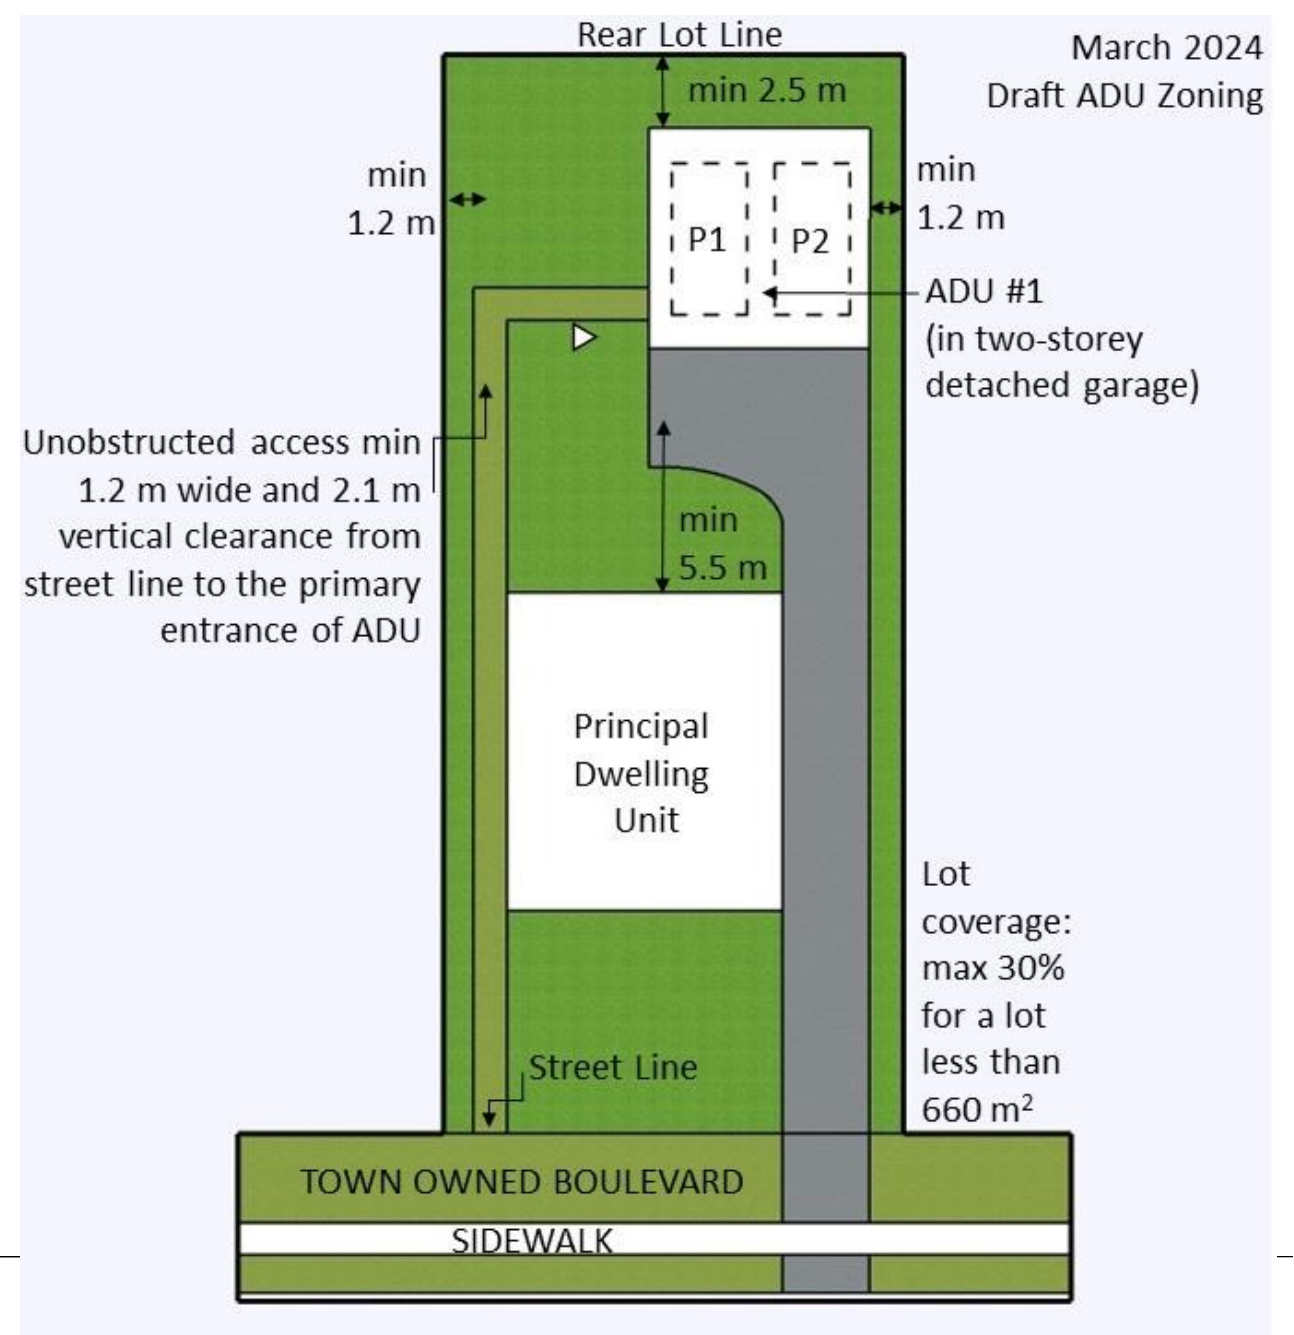 Rear Lot Line
March 2024
Draft ADU Zoning
min 2.5 m
min
1.2 m
min
1.2 m
P1
P2
ADU #1
(in two-storey
detached garage)
Unobstructed access min
1.2 m wide and 2.1 m
vertical clearance from
street line to the primary
entrance of ADU
min
5.5 m
Principal
Dwelling
Unit
Lot
coverage:
max 30%
for a lot
less than
660 m²
Street Line
TOWN OWNED BOULEVARD
SIDEWALK